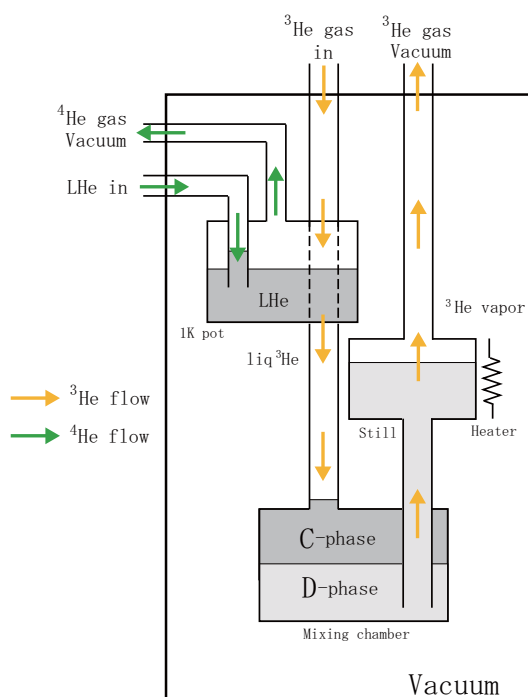 ³He gas
in
³He gas
Vacuum
⁴He gas
Vacuum
LHe in
LHe
1K pot
liq³He
³He vapor
³He flow
⁴He flow
Still
Heater
C-phase
D-phase
Mixing chamber
Vacuum